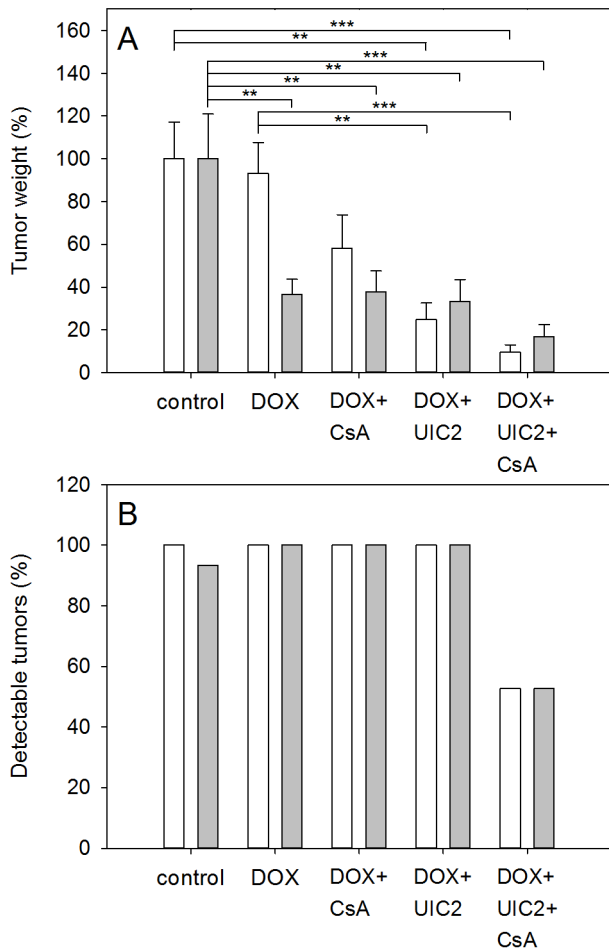 A
Tumor weight (%)
160
140
120
100
80
60
40
20
0
***
**
***
**
**
**
***
**
control
DOX
DOX+
CsA
DOX+
UIC2
DOX+
UIC2+
CsA
B
Detectable tumors (%)
120
100
80
60
40
20
0
control
DOX
DOX+
CsA
DOX+
UIC2
DOX+
UIC2+
CsA